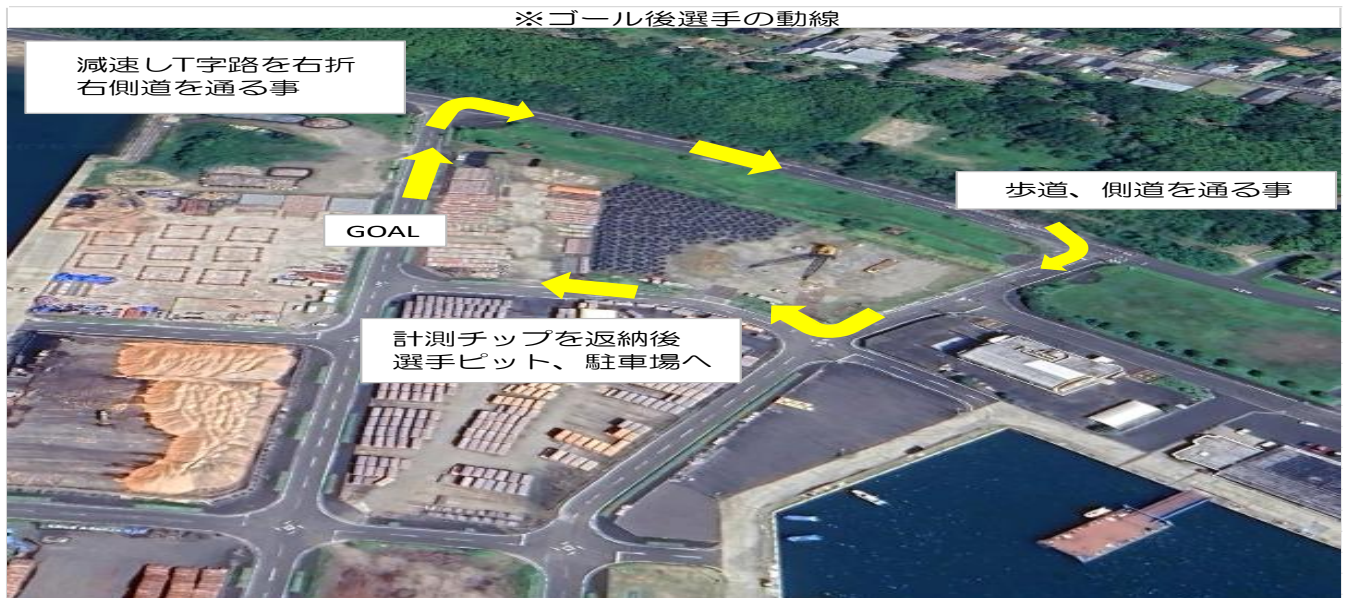 ※ゴール後選手の動線
減速しT字路を右折
右側道を通る事
歩道、側道を通る事
GOAL
計測チップを返納後
選手ピット、駐車場へ